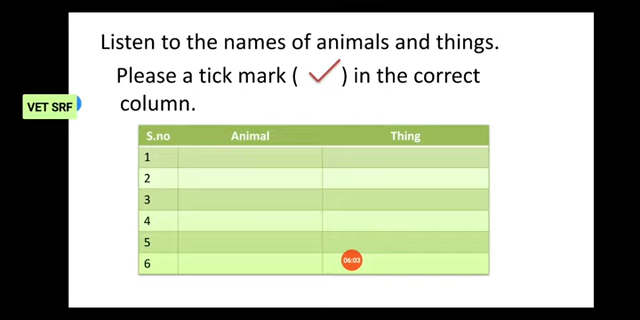 Listen to the names of animals and things.
Please a tick mark ( ✓ ) in the correct
column.
VET SRF
S.no Animal Thing
1
2
3
4
5
6
06:03